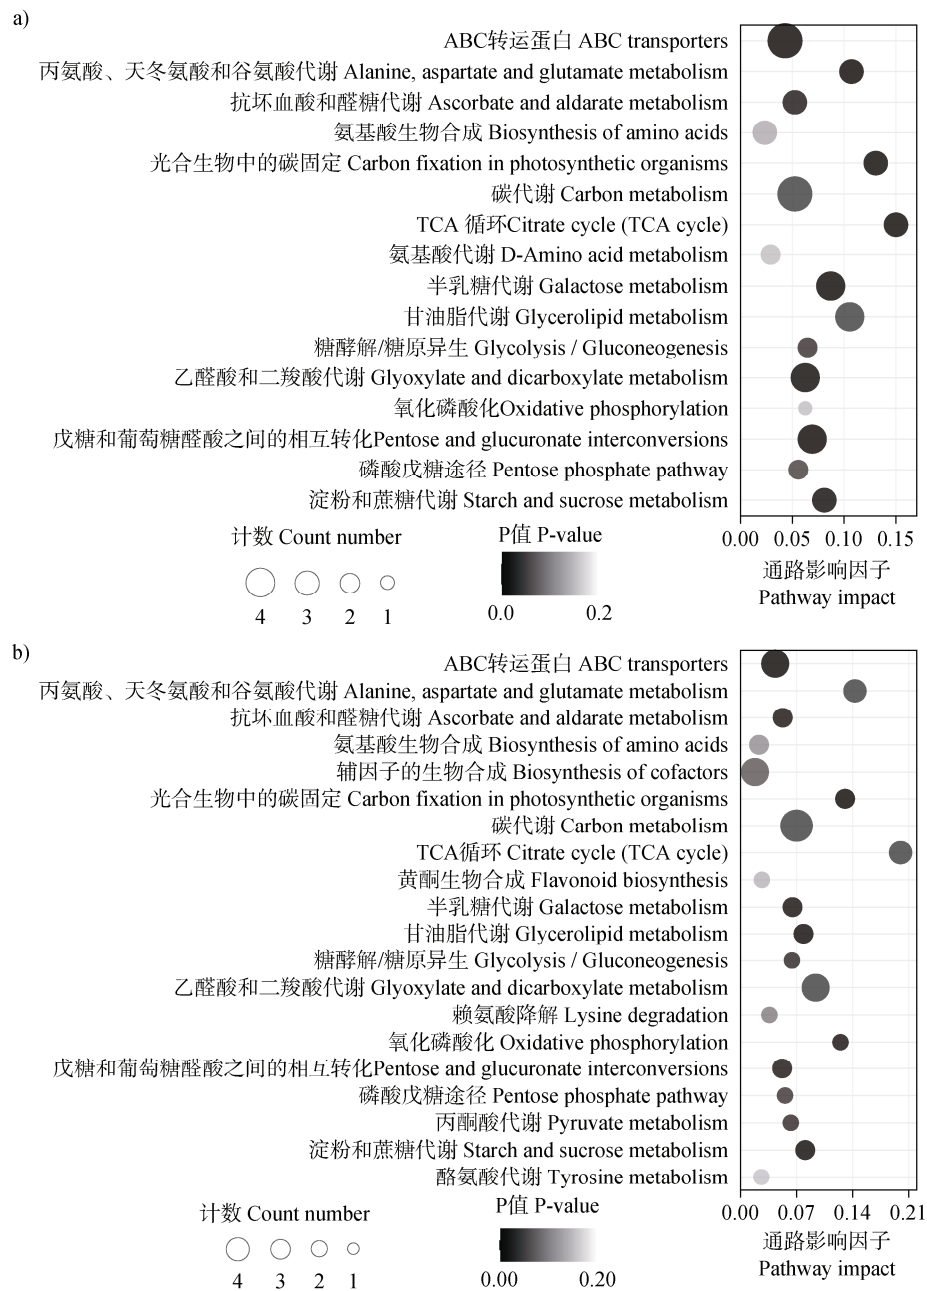 a)
ABC转运蛋白 ABC transporters
丙氨酸、天冬氨酸和谷氨酸代谢 Alanine, aspartate and glutamate metabolism
抗坏血酸和醛糖代谢 Ascorbate and aldarate metabolism
氨基酸生物合成 Biosynthesis of amino acids
光合生物中的碳固定 Carbon fixation in photosynthetic organisms
碳代谢 Carbon metabolism
TCA 循环Citrate cycle (TCA cycle)
氨基酸代谢 D-Amino acid metabolism
半乳糖代谢 Galactose metabolism
甘油脂代谢 Glycerolipid metabolism
糖酵解/糖原异生 Glycolysis / Gluconeogenesis
乙醛酸和二羧酸代谢 Glyoxylate and dicarboxylate metabolism
氧化磷酸化Oxidative phosphorylation
戊糖和葡萄糖醛酸之间的相互转化Pentose and glucuronate interconversions
磷酸戊糖途径 Pentose phosphate pathway
淀粉和蔗糖代谢 Starch and sucrose metabolism
0.00 0.05 0.10 0.15
通路影响因子
Pathway impact
计数 Count number
4 3 2 1
P值 P-value
0.0 0.2
b)
ABC转运蛋白 ABC transporters
丙氨酸、天冬氨酸和谷氨酸代谢 Alanine, aspartate and glutamate metabolism
抗坏血酸和醛糖代谢 Ascorbate and aldarate metabolism
氨基酸生物合成 Biosynthesis of amino acids
辅因子的生物合成 Biosynthesis of cofactors
光合生物中的碳固定 Carbon fixation in photosynthetic organisms
碳代谢 Carbon metabolism
TCA循环 Citrate cycle (TCA cycle)
黄酮生物合成 Flavonoid biosynthesis
半乳糖代谢 Galactose metabolism
甘油脂代谢 Glycerolipid metabolism
糖酵解/糖原异生 Glycolysis / Gluconeogenesis
乙醛酸和二羧酸代谢 Glyoxylate and dicarboxylate metabolism
赖氨酸降解 Lysine degradation
氧化磷酸化 Oxidative phosphorylation
戊糖和葡萄糖醛酸之间的相互转化Pentose and glucuronate interconversions
磷酸戊糖途径 Pentose phosphate pathway
丙酮酸代谢 Pyruvate metabolism
淀粉和蔗糖代谢 Starch and sucrose metabolism
酪氨酸代谢 Tyrosine metabolism
0.00 0.07 0.14 0.21
通路影响因子
Pathway impact
计数 Count number
4 3 2 1
P值 P-value
0.00 0.20